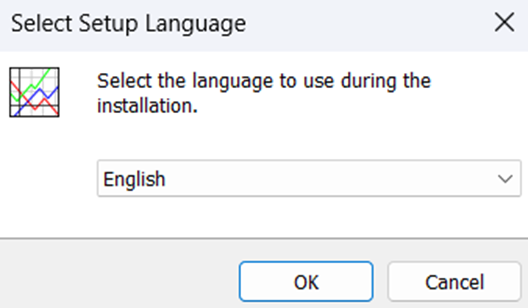 Select Setup Language
Select the language to use during the
installation.
English
OK
Cancel